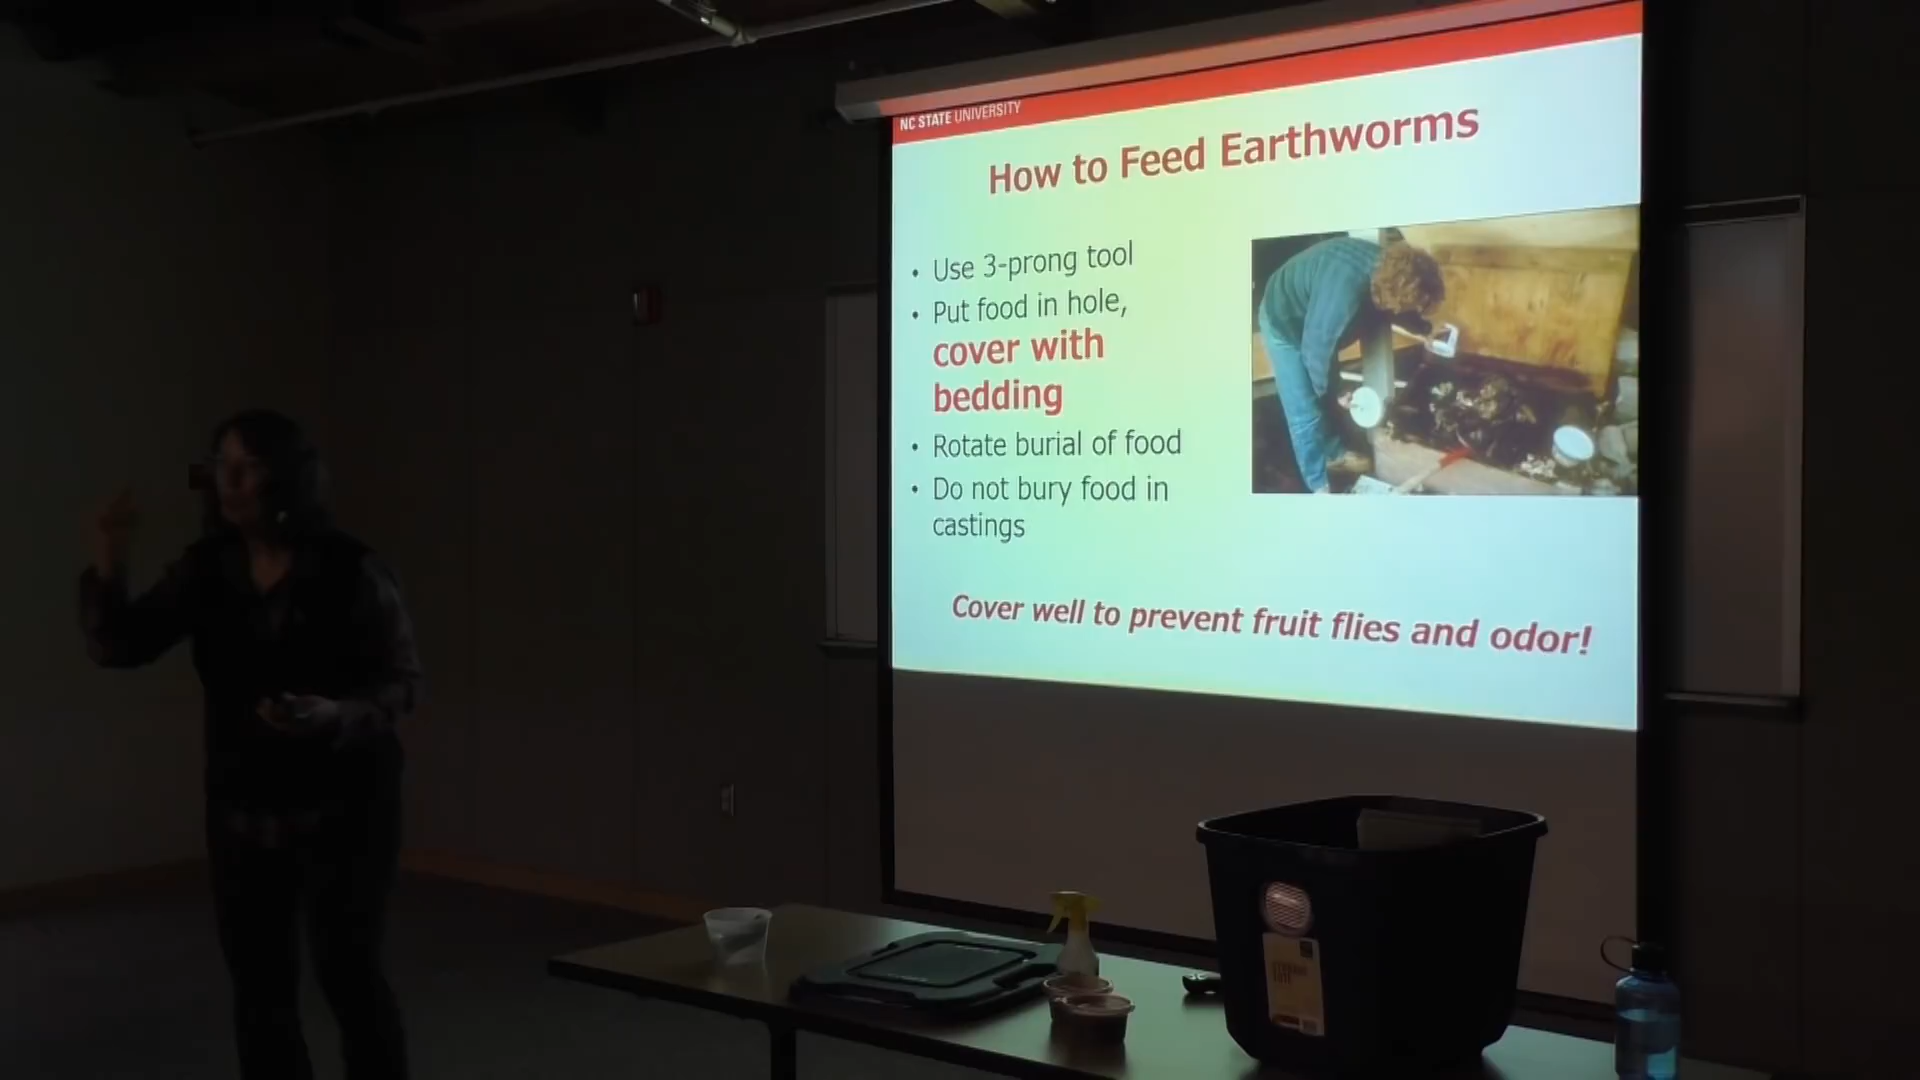 NC STATE UNIVERSITY
How to Feed Earthworms
• Use 3-prong tool
• Put food in hole,
cover with
bedding
• Rotate burial of food
• Do not bury food in
castings
Cover well to prevent fruit flies and odor!